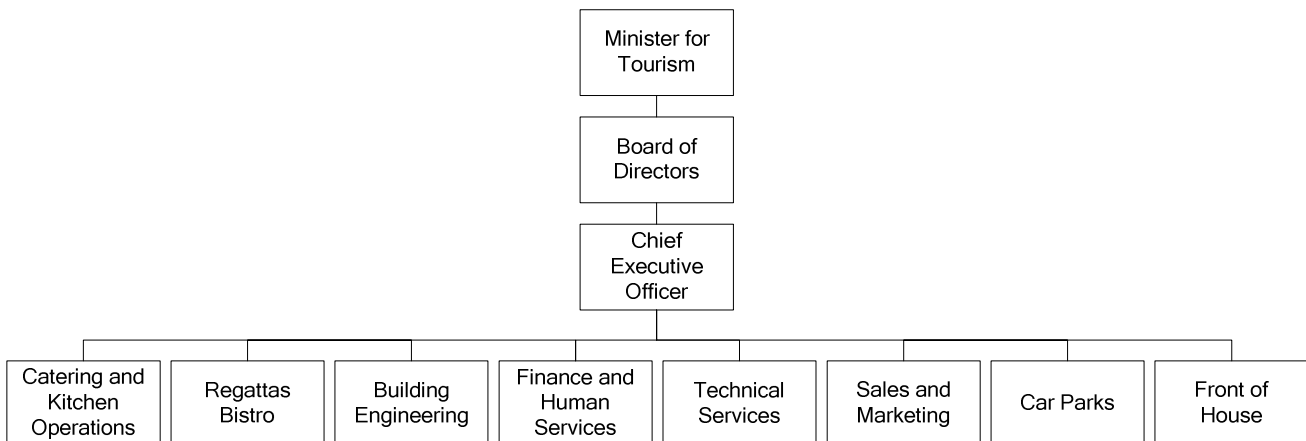 Minister for
Tourism
Board of
Directors
Chief
Executive
Officer
Catering and
Kitchen
Operations
Regattas
Bistro
Building
Engineering
Finance and
Human
Services
Technical
Services
Sales and
Marketing
Car Parks
Front of
House